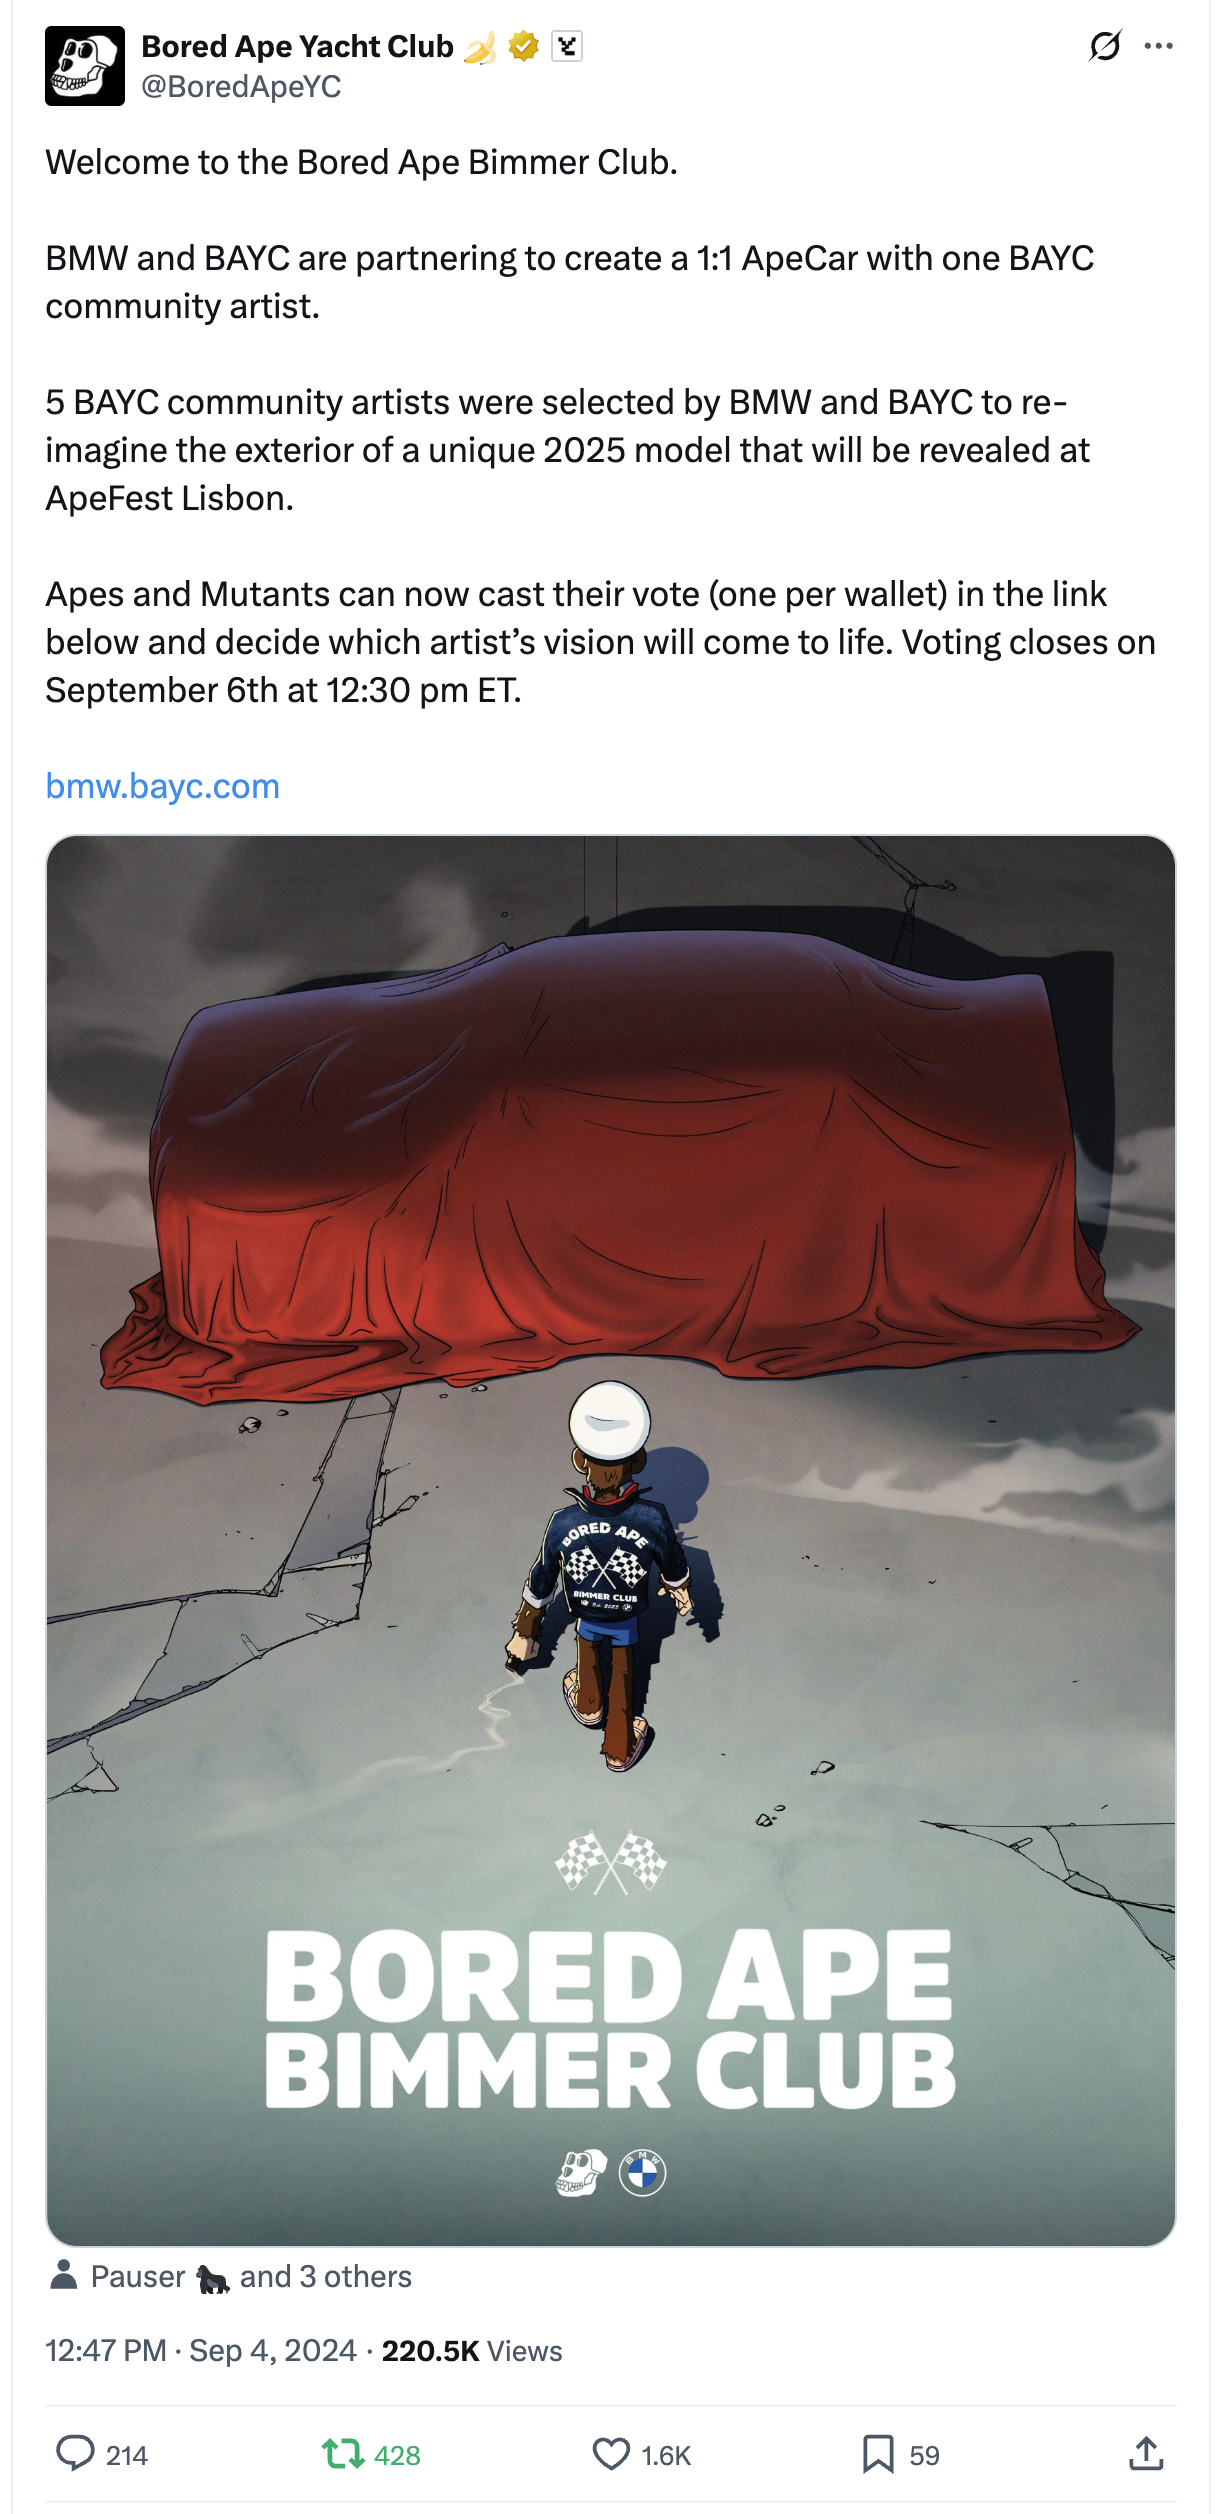 Bored Ape Yacht Club 🍌
@BoredApeYC
Welcome to the Bored Ape Bimmer Club.
BMW and BAYC are partnering to create a 1:1 ApeCar with one BAYC
community artist.
5 BAYC community artists were selected by BMW and BAYC to re-
imagine the exterior of a unique 2025 model that will be revealed at
ApeFest Lisbon.
Apes and Mutants can now cast their vote (one per wallet) in the link
below and decide which artist’s vision will come to life. Voting closes on
September 6th at 12:30 pm ET.
bmw.bayc.com
BORED APE
BIMMER CLUB
Est. 2023
BORED APE
BIMMER CLUB
BMW
Pauser 🦍 and 3 others
12:47 PM · Sep 4, 2024 · 220.5K Views
214
428
1.6K
59